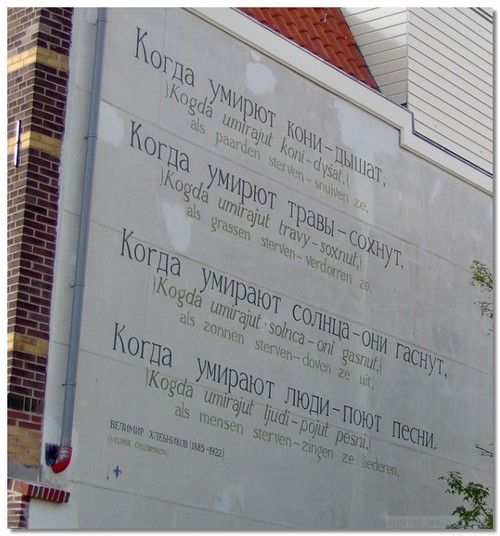 Когда умирют кони–дышат,
)Kogda umirajut koni–dyšat,(
als paarden sterven–snuiven ze.
Когда умирют травы–сохнут,
)Kogda umirajut travy–soxnut,(
als grassen sterven–verdorren ze.
Когда умирают солнца–они гаснут,
)Kogda umirajut solnca–oni gasnut,(
als zonnen sterven–doven ze uit.
Когда умирают люди–поют песни.
)Kogda umirajut ljudi–pojut pesni,(
als mensen sterven–zingen ze liederen.
ВЕЛИМИР ХЛЕБНИКОВ (1885-1922)
(VELIMIR CHLEBNIKOV)